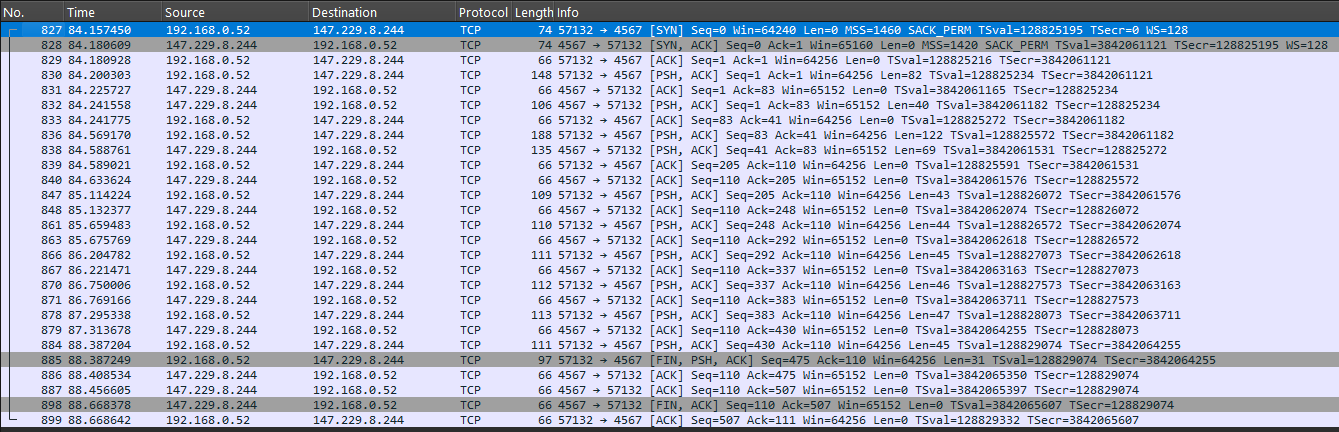 No. Time Source Destination Protocol Length Info
827 84.157450 192.168.0.52 147.229.8.244 TCP 74 57132 → 4567 [SYN] Seq=0 Win=64240 Len=0 MSS=1460 SACK_PERM TSval=128825195 TSecr=0 WS=128
828 84.180609 147.229.8.244 192.168.0.52 TCP 74 4567 → 57132 [SYN, ACK] Seq=0 Ack=1 Win=65160 Len=0 MSS=1420 SACK_PERM TSval=3842061121 TSecr=128825195 WS=128
829 84.180928 192.168.0.52 147.229.8.244 TCP 66 57132 → 4567 [ACK] Seq=1 Ack=1 Win=64256 Len=0 TSval=128825216 TSecr=3842061121
830 84.200303 192.168.0.52 147.229.8.244 TCP 148 57132 → 4567 [PSH, ACK] Seq=1 Ack=1 Win=64256 Len=82 TSval=128825234 TSecr=3842061121
831 84.225727 147.229.8.244 192.168.0.52 TCP 66 4567 → 57132 [ACK] Seq=1 Ack=83 Win=65152 Len=0 TSval=3842061165 TSecr=128825234
832 84.241558 147.229.8.244 192.168.0.52 TCP 106 4567 → 57132 [PSH, ACK] Seq=1 Ack=83 Win=65152 Len=40 TSval=3842061182 TSecr=128825234
833 84.241775 192.168.0.52 147.229.8.244 TCP 66 57132 → 4567 [ACK] Seq=83 Ack=41 Win=64256 Len=0 TSval=128825272 TSecr=3842061182
836 84.569170 192.168.0.52 147.229.8.244 TCP 188 57132 → 4567 [PSH, ACK] Seq=83 Ack=41 Win=64256 Len=122 TSval=128825572 TSecr=3842061182
838 84.588761 147.229.8.244 192.168.0.52 TCP 135 4567 → 57132 [PSH, ACK] Seq=41 Ack=83 Win=65152 Len=69 TSval=3842061531 TSecr=128825272
839 84.589021 192.168.0.52 147.229.8.244 TCP 66 57132 → 4567 [ACK] Seq=205 Ack=110 Win=64256 Len=0 TSval=128825591 TSecr=3842061531
840 84.633624 147.229.8.244 192.168.0.52 TCP 66 4567 → 57132 [ACK] Seq=110 Ack=205 Win=65152 Len=0 TSval=3842061576 TSecr=128825572
847 85.114224 192.168.0.52 147.229.8.244 TCP 109 57132 → 4567 [PSH, ACK] Seq=205 Ack=110 Win=64256 Len=43 TSval=128826072 TSecr=3842061576
848 85.132377 147.229.8.244 192.168.0.52 TCP 66 4567 → 57132 [ACK] Seq=110 Ack=248 Win=65152 Len=0 TSval=3842062074 TSecr=128826072
861 85.659483 192.168.0.52 147.229.8.244 TCP 110 57132 → 4567 [PSH, ACK] Seq=248 Ack=110 Win=64256 Len=44 TSval=128826572 TSecr=3842062074
863 85.675769 147.229.8.244 192.168.0.52 TCP 66 4567 → 57132 [ACK] Seq=110 Ack=292 Win=65152 Len=0 TSval=3842062618 TSecr=128826572
866 86.204782 192.168.0.52 147.229.8.244 TCP 111 57132 → 4567 [PSH, ACK] Seq=292 Ack=110 Win=64256 Len=45 TSval=128827073 TSecr=3842062618
867 86.221471 147.229.8.244 192.168.0.52 TCP 66 4567 → 57132 [ACK] Seq=110 Ack=337 Win=65152 Len=0 TSval=3842063163 TSecr=128827073
870 86.750006 192.168.0.52 147.229.8.244 TCP 112 57132 → 4567 [PSH, ACK] Seq=337 Ack=110 Win=64256 Len=46 TSval=128827573 TSecr=3842063163
871 86.769166 147.229.8.244 192.168.0.52 TCP 66 4567 → 57132 [ACK] Seq=110 Ack=383 Win=65152 Len=0 TSval=3842063711 TSecr=128827573
878 87.295338 192.168.0.52 147.229.8.244 TCP 113 57132 → 4567 [PSH, ACK] Seq=383 Ack=110 Win=64256 Len=47 TSval=128828073 TSecr=3842063711
879 87.313678 147.229.8.244 192.168.0.52 TCP 66 4567 → 57132 [ACK] Seq=110 Ack=430 Win=65152 Len=0 TSval=3842064255 TSecr=128828073
884 88.387204 192.168.0.52 147.229.8.244 TCP 111 57132 → 4567 [PSH, ACK] Seq=430 Ack=110 Win=64256 Len=45 TSval=128829074 TSecr=3842064255
885 88.387249 192.168.0.52 147.229.8.244 TCP 97 57132 → 4567 [FIN, PSH, ACK] Seq=475 Ack=110 Win=64256 Len=31 TSval=128829074 TSecr=3842064255
886 88.408534 147.229.8.244 192.168.0.52 TCP 66 4567 → 57132 [ACK] Seq=110 Ack=475 Win=65152 Len=0 TSval=3842065350 TSecr=128829074
887 88.456605 147.229.8.244 192.168.0.52 TCP 66 4567 → 57132 [ACK] Seq=110 Ack=507 Win=65152 Len=0 TSval=3842065397 TSecr=128829074
898 88.668378 147.229.8.244 192.168.0.52 TCP 66 4567 → 57132 [FIN, ACK] Seq=110 Ack=507 Win=65152 Len=0 TSval=3842065607 TSecr=128829074
899 88.668642 192.168.0.52 147.229.8.244 TCP 66 57132 → 4567 [ACK] Seq=507 Ack=111 Win=64256 Len=0 TSval=128829332 TSecr=3842065607